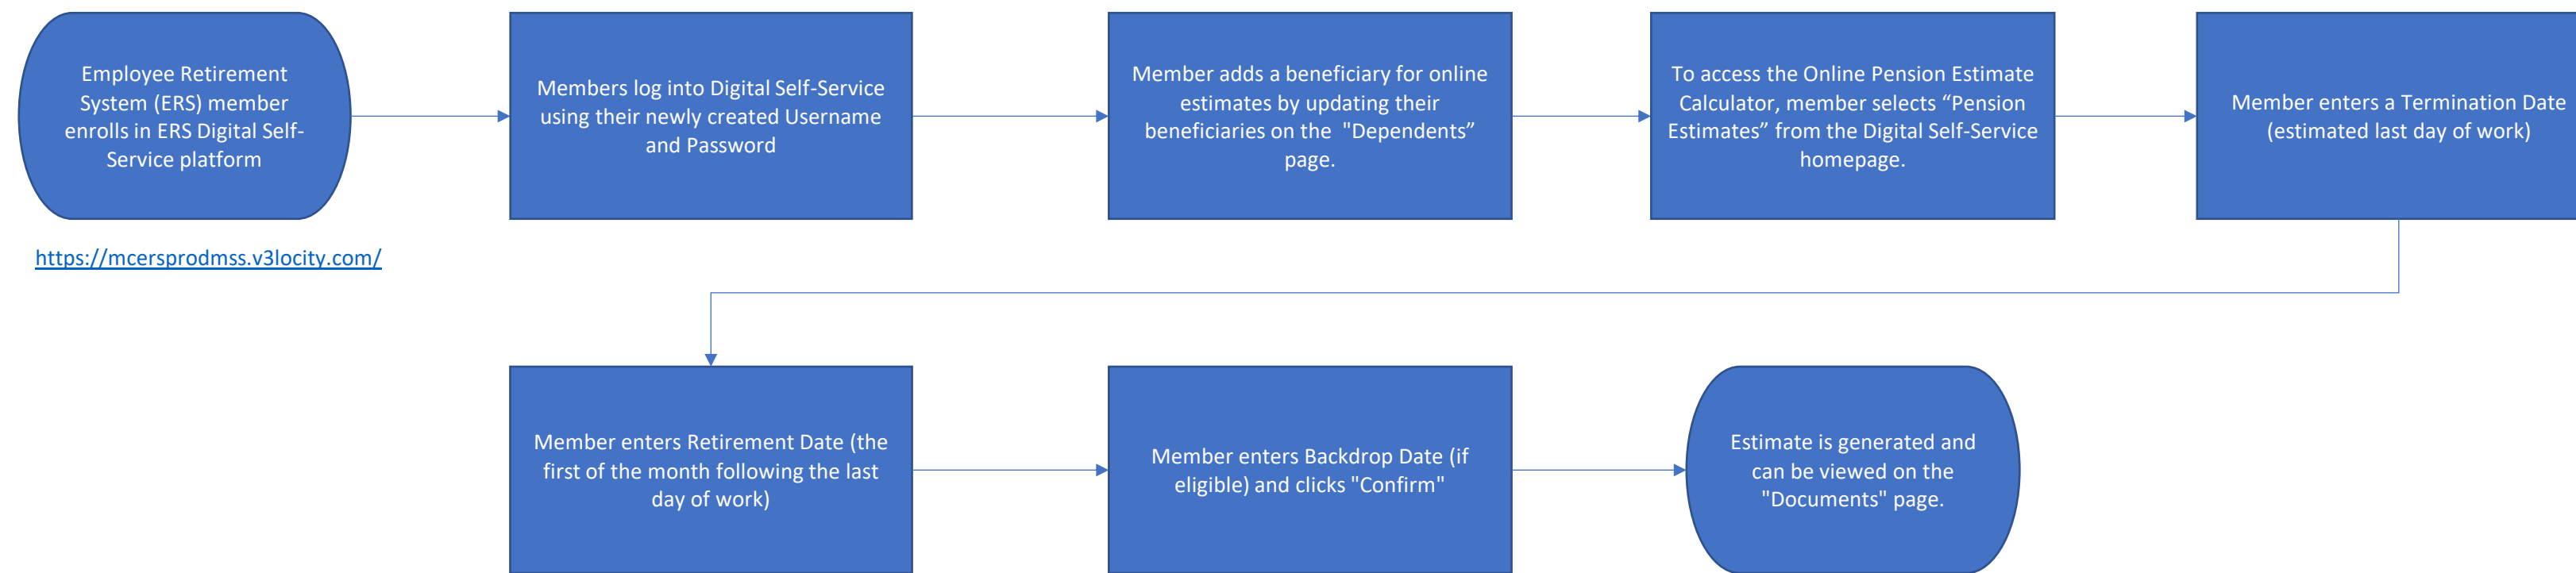 Employee Retirement
System (ERS) member
enrolls in ERS Digital Self-
Service platform
https://mcersprodmss.v3locity.com/
Members log into Digital Self-Service
using their newly created Username
and Password
Member adds a beneficiary for online
estimates by updating their
beneficiaries on the "Dependents”
page.
To access the Online Pension Estimate
Calculator, member selects “Pension
Estimates” from the Digital Self-Service
homepage.
Member enters a Termination Date
(estimated last day of work)
Member enters Retirement Date (the
first of the month following the last
day of work)
Member enters Backdrop Date (if
eligible) and clicks "Confirm"
Estimate is generated and
can be viewed on the
"Documents" page.